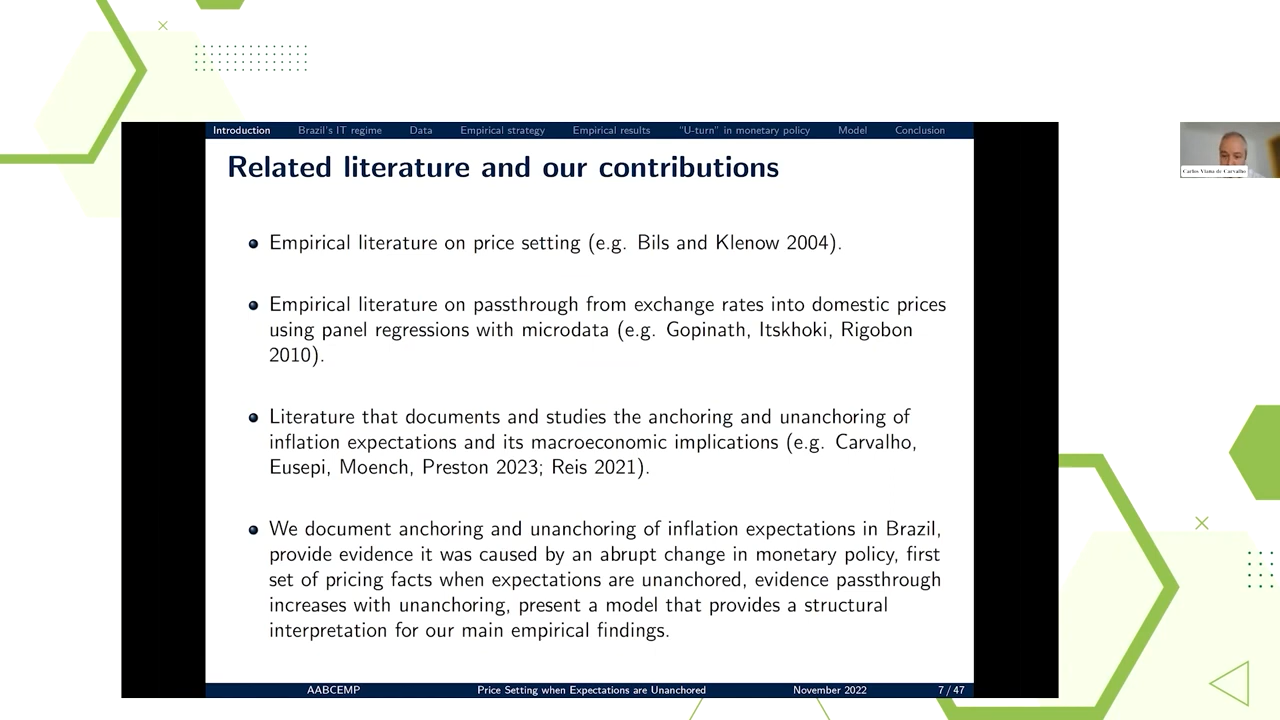 Introduction Brazil's IT regime Data Empirical strategy Empirical results "U-turn" in monetary policy Model Conclusion
Related literature and our contributions
Empirical literature on price setting (e.g. Bils and Klenow 2004).
Empirical literature on passthrough from exchange rates into domestic prices
using panel regressions with microdata (e.g. Gopinath, Itskhoki, Rigobon
2010).
Literature that documents and studies the anchoring and unanchoring of
inflation expectations and its macroeconomic implications (e.g. Carvalho,
Eusepi, Moench, Preston 2023; Reis 2021).
We document anchoring and unanchoring of inflation expectations in Brazil,
provide evidence it was caused by an abrupt change in monetary policy, first
set of pricing facts when expectations are unanchored, evidence passthrough
increases with unanchoring, present a model that provides a structural
interpretation for our main empirical findings.
AABCEMP Price Setting when Expectations are Unanchored November 2022 7 / 47
Carlos Viana de Carvalho